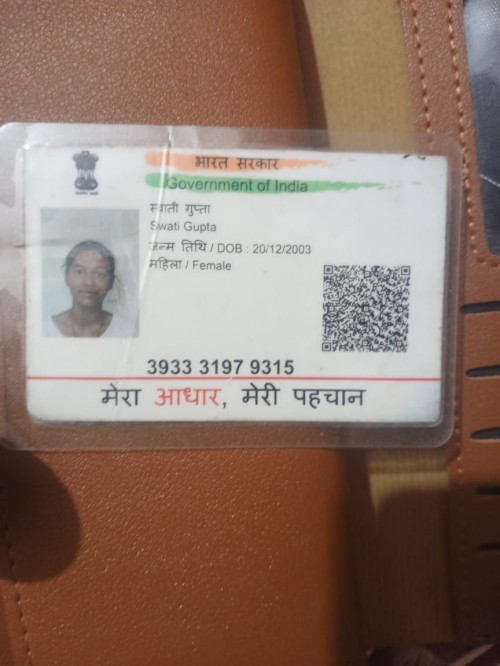 भारत सरकार
Government of India
स्वाती गुप्ता
Swati Gupta
जन्म तिथि / DOB : 20/12/2003
महिला / Female
3933 3197 9315
मेरा आधार, मेरी पहचान